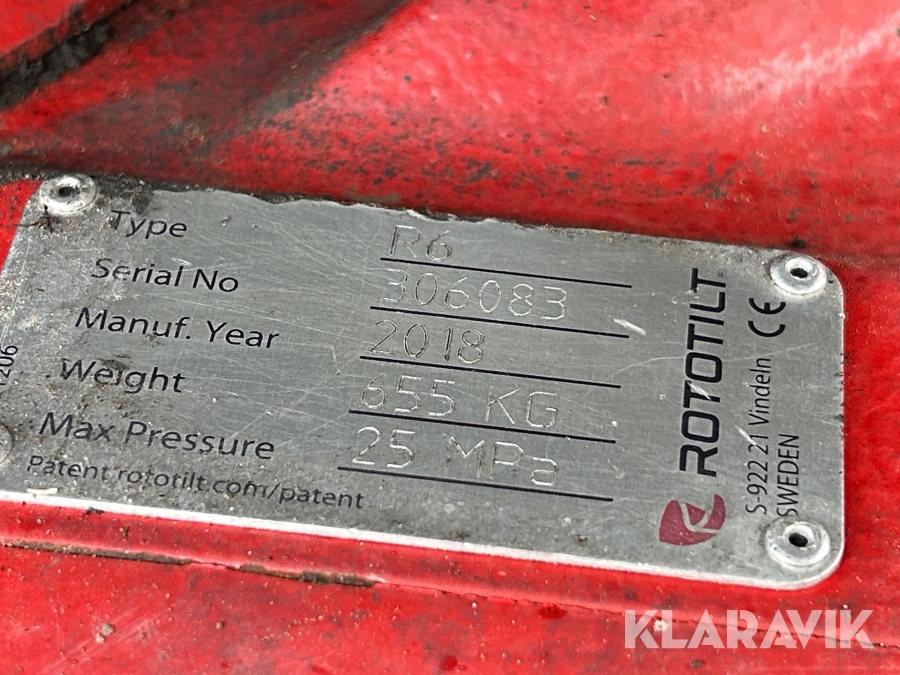 Type R6
Serial No 306083
Manuf. Year 2018
Weight 655 KG
Max Pressure 25 MPa
Patent rototilt.com/patent
ROTOTILT
S-922 21 Vindeln CE
SWEDEN
KLARAVIK